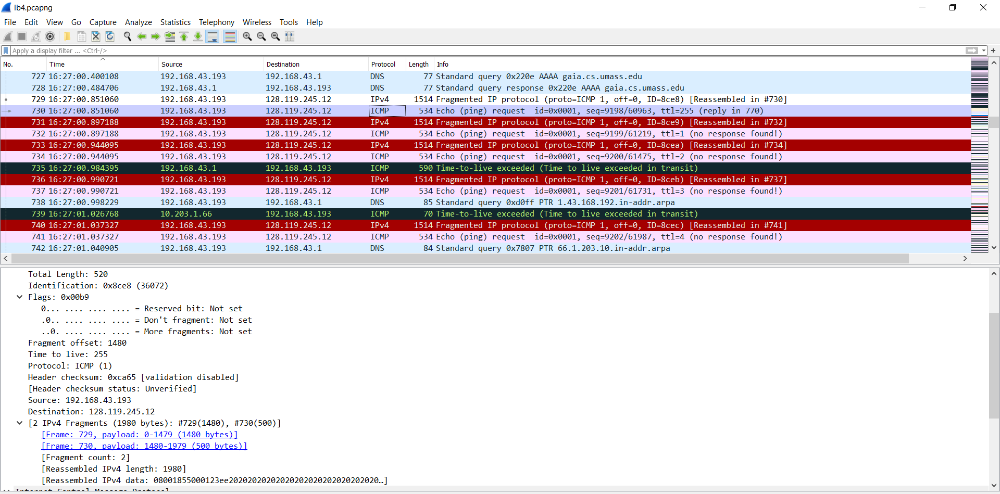 lb4.pcapng
File Edit View Go Capture Analyze Statistics Telephony Wireless Tools Help
Apply a display filter ... <Ctrl-/>
No. Time Source Destination Protocol Length Info
727 16:27:00.400108 192.168.43.193 192.168.43.1 DNS 77 Standard query 0x220e AAAA gaia.cs.umass.edu
728 16:27:00.484706 192.168.43.1 192.168.43.193 DNS 77 Standard query response 0x220e AAAA gaia.cs.umass.edu
729 16:27:00.851060 192.168.43.193 128.119.245.12 IPv4 1514 Fragmented IP protocol (proto=ICMP 1, off=0, ID=8ce8) [Reassembled in #730]
730 16:27:00.851060 192.168.43.193 128.119.245.12 ICMP 534 Echo (ping) request id=0x0001, seq=9198/60963, ttl=255 (reply in 770)
731 16:27:00.897188 192.168.43.193 128.119.245.12 IPv4 1514 Fragmented IP protocol (proto=ICMP 1, off=0, ID=8ce9) [Reassembled in #732]
732 16:27:00.897188 192.168.43.193 128.119.245.12 ICMP 534 Echo (ping) request id=0x0001, seq=9199/61219, ttl=1 (no response found!)
733 16:27:00.944095 192.168.43.193 128.119.245.12 IPv4 1514 Fragmented IP protocol (proto=ICMP 1, off=0, ID=8cea) [Reassembled in #734]
734 16:27:00.944095 192.168.43.193 128.119.245.12 ICMP 534 Echo (ping) request id=0x0001, seq=9200/61475, ttl=2 (no response found!)
735 16:27:00.984395 192.168.43.1 192.168.43.193 ICMP 590 Time-to-live exceeded (Time to live exceeded in transit)
736 16:27:00.990721 192.168.43.193 128.119.245.12 IPv4 1514 Fragmented IP protocol (proto=ICMP 1, off=0, ID=8ceb) [Reassembled in #737]
737 16:27:00.990721 192.168.43.193 128.119.245.12 ICMP 534 Echo (ping) request id=0x0001, seq=9201/61731, ttl=3 (no response found!)
738 16:27:00.998229 192.168.43.193 192.168.43.1 DNS 85 Standard query 0xd0ff PTR 1.43.168.192.in-addr.arpa
739 16:27:01.026768 10.203.1.66 192.168.43.193 ICMP 70 Time-to-live exceeded (Time to live exceeded in transit)
740 16:27:01.037327 192.168.43.193 128.119.245.12 IPv4 1514 Fragmented IP protocol (proto=ICMP 1, off=0, ID=8cec) [Reassembled in #741]
741 16:27:01.037327 192.168.43.193 128.119.245.12 ICMP 534 Echo (ping) request id=0x0001, seq=9202/61987, ttl=4 (no response found!)
742 16:27:01.040905 192.168.43.193 192.168.43.1 DNS 84 Standard query 0x7807 PTR 66.1.203.10.in-addr.arpa
Total Length: 520
Identification: 0x8ce8 (36072)
Flags: 0x00b9
0... .... .... .... = Reserved bit: Not set
.0.. .... .... .... = Don't fragment: Not set
..0. .... .... .... = More fragments: Not set
Fragment offset: 1480
Time to live: 255
Protocol: ICMP (1)
Header checksum: 0xca65 [validation disabled]
[Header checksum status: Unverified]
Source: 192.168.43.193
Destination: 128.119.245.12
[2 IPv4 Fragments (1980 bytes): #729(1480), #730(500)]
[Frame: 729, payload: 0-1479 (1480 bytes)]
[Frame: 730, payload: 1480-1979 (500 bytes)]
[Fragment count: 2]
[Reassembled IPv4 length: 1980]
[Reassembled IPv4 data: 08001855000123ee20202020202020202020202020202020…]
Internet Control Message Protocol